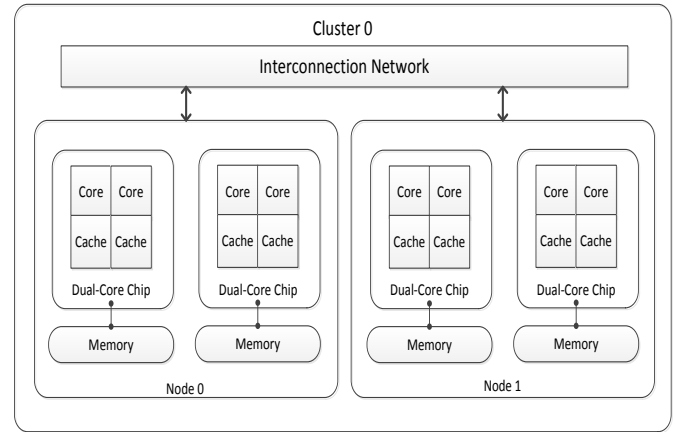 Cluster 0
Interconnection Network
Core Core Core Core Core Core Core Core
Cache Cache Cache Cache Cache Cache Cache Cache
Dual-Core Chip Dual-Core Chip Dual-Core Chip Dual-Core Chip
Memory Memory Memory Memory
Node 0 Node 1